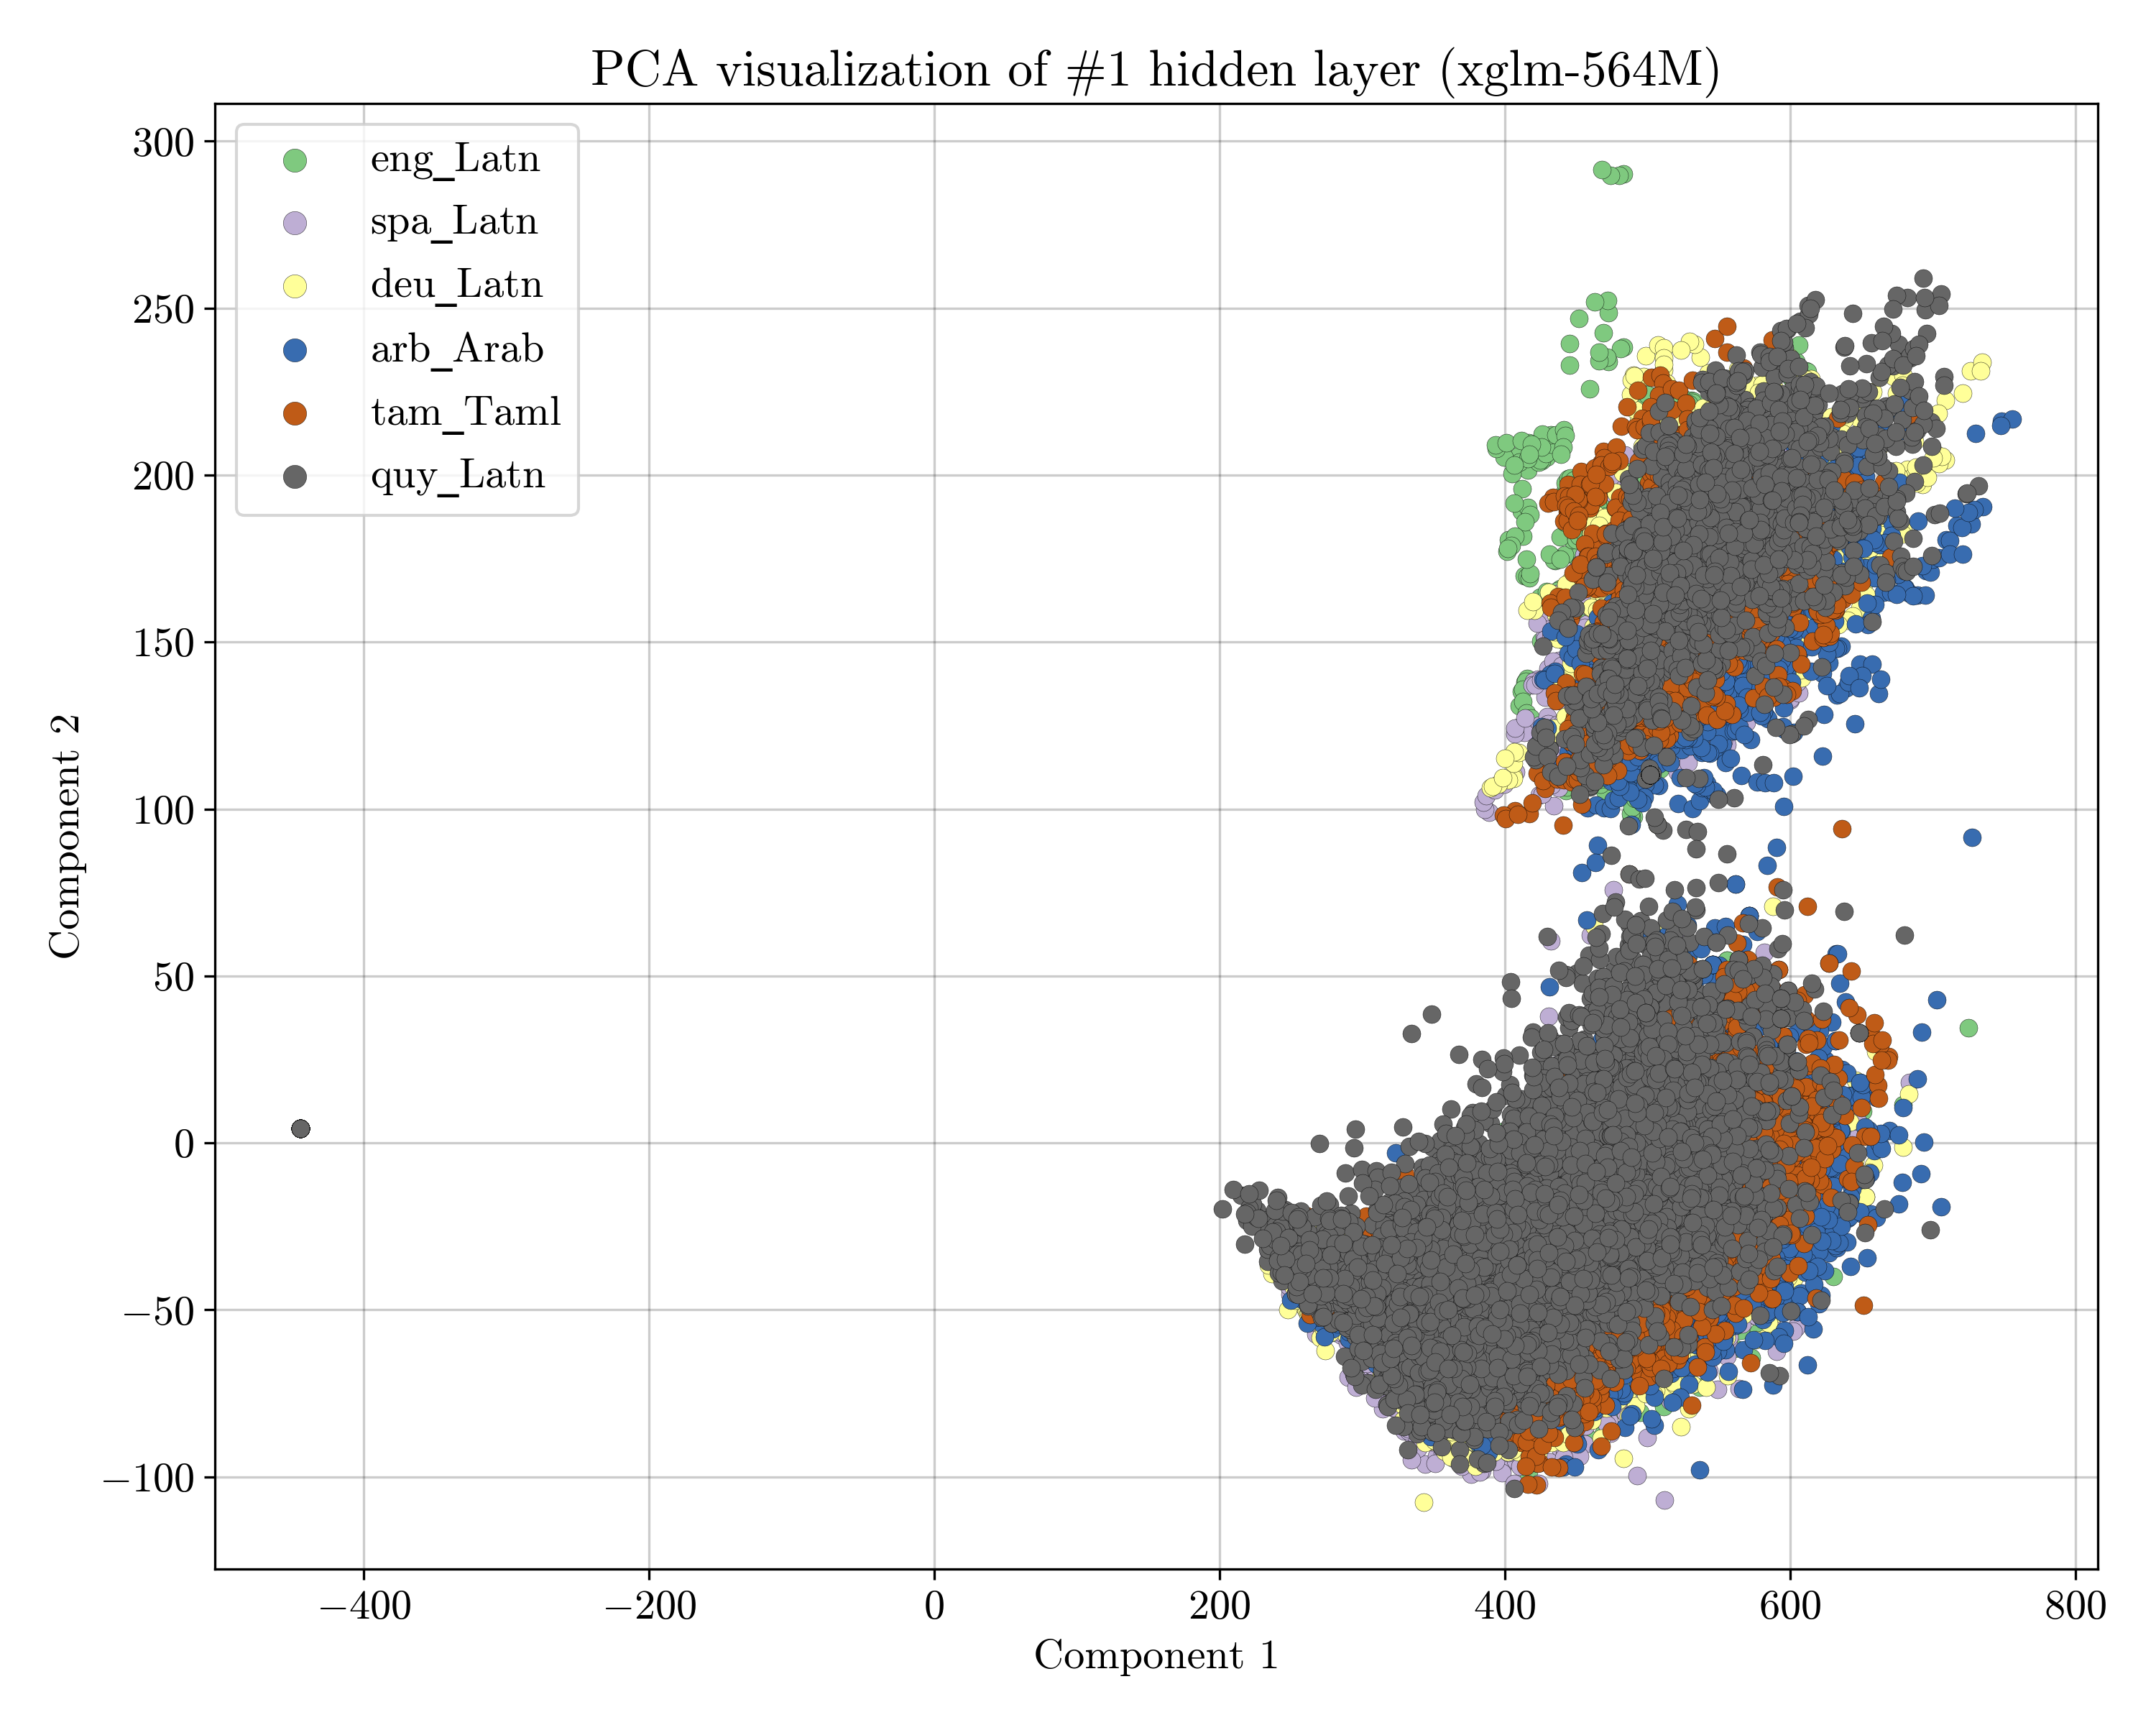 PCA visualization of #1 hidden layer (xglm-564M)
300
250
200
150
100
50
0
−50
−100
Component 2
eng_Latn
spa_Latn
deu_Latn
arb_Arab
tam_Taml
quy_Latn
−400 −200 0 200 400 600 800
Component 1